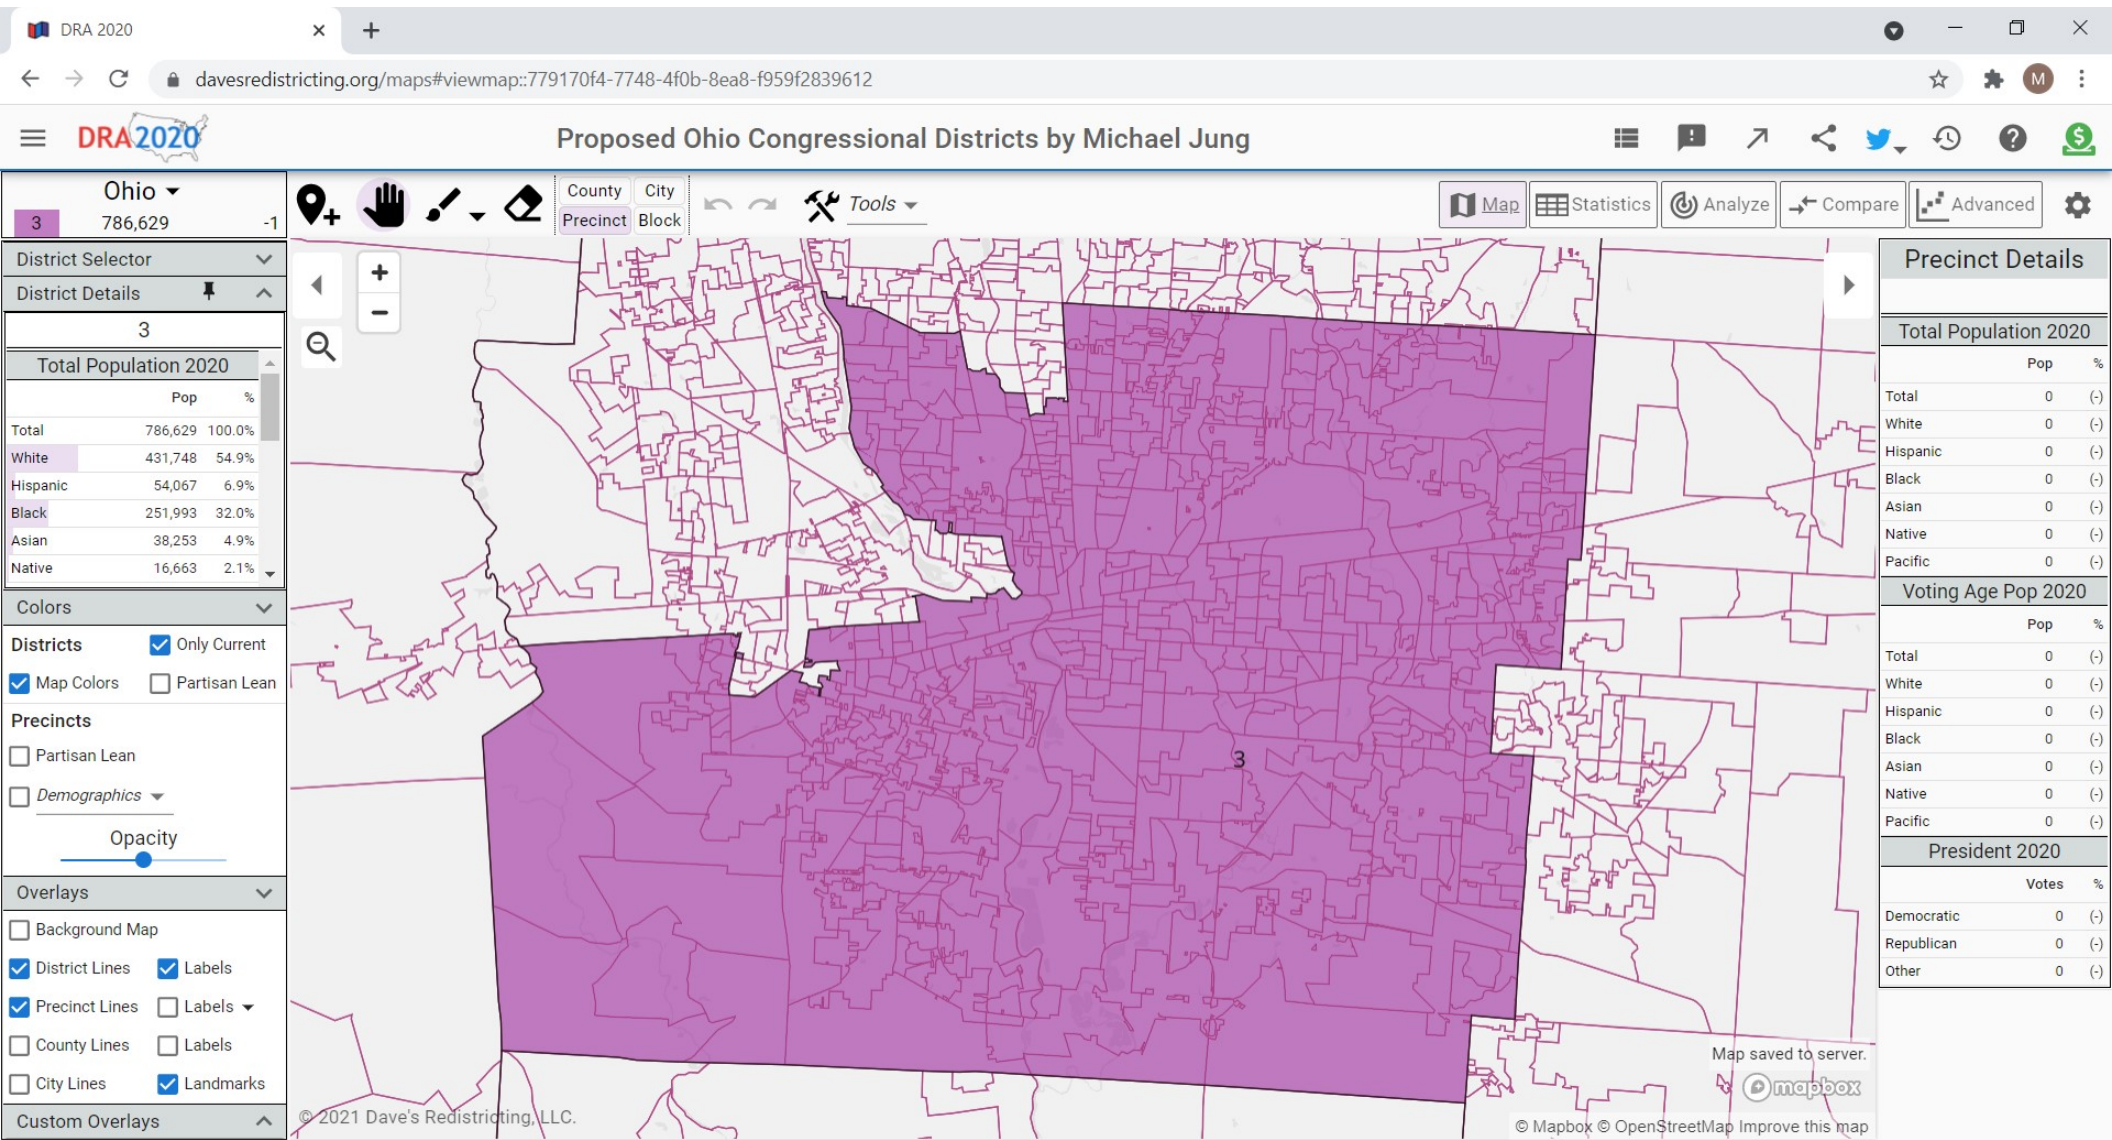 DRA 2020
davesredistricting.org/maps#viewmap::779170f4-7748-4f0b-8ea8-f959f2839612
M
DRA2020
Proposed Ohio Congressional Districts by Michael Jung
Ohio
3 786,629 -1
County City
Precinct Block
Tools
Map Statistics Analyze Compare Advanced
District Selector
District Details
3
Total Population 2020
Pop %
Total 786,629 100.0%
White 431,748 54.9%
Hispanic 54,067 6.9%
Black 251,993 32.0%
Asian 38,253 4.9%
Native 16,663 2.1%
Colors
Districts Only Current
Map Colors Partisan Lean
Precincts
Partisan Lean
Demographics
Opacity
Overlays
Background Map
District Lines Labels
Precinct Lines Labels
County Lines Labels
City Lines Landmarks
Custom Overlays
3
Map saved to server.
mapbox
© 2021 Dave's Redistricting, LLC.
© Mapbox © OpenStreetMap Improve this map
Precinct Details
Total Population 2020
Pop %
Total 0 (-)
White 0 (-)
Hispanic 0 (-)
Black 0 (-)
Asian 0 (-)
Native 0 (-)
Pacific 0 (-)
Voting Age Pop 2020
Pop %
Total 0 (-)
White 0 (-)
Hispanic 0 (-)
Black 0 (-)
Asian 0 (-)
Native 0 (-)
Pacific 0 (-)
President 2020
Votes %
Democratic 0 (-)
Republican 0 (-)
Other 0 (-)